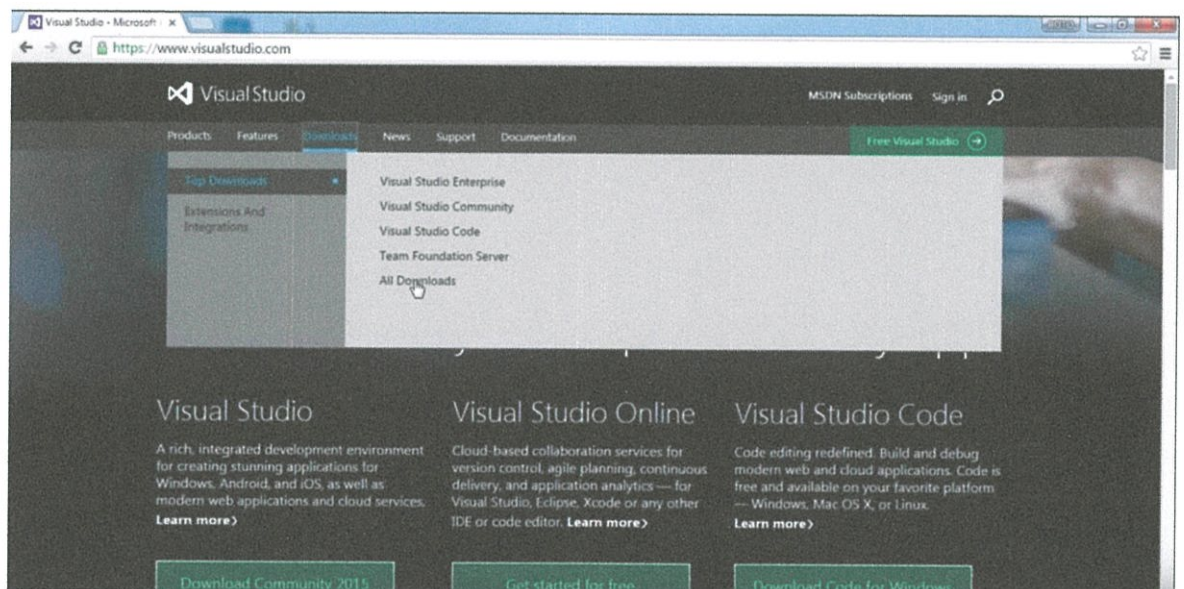 Visual Studio - Microsoft
https://www.visualstudio.com
Visual Studio
MSDN Subscriptions Sign in
Products Features Downloads News Support Documentation
Free Visual Studio
Top Downloads
Extensions And
Integrations
Visual Studio Enterprise
Visual Studio Community
Visual Studio Code
Team Foundation Server
All Downloads
Visual Studio
A rich, integrated development environment
for creating stunning applications for
Windows, Android, and iOS, as well as
modern web applications and cloud services.
Learn more>
Visual Studio Online
Cloud-based collaboration services for
version control, agile planning, continuous
delivery, and application analytics — for
Visual Studio, Eclipse, Xcode or any other
IDE or code editor. Learn more>
Visual Studio Code
Code editing redefined. Build and debug
modern web and cloud applications. Code is
free and available on your favorite platform
— Windows, Mac OS X, or Linux.
Learn more>
Download Community 2015
Get started for free
Download Code for Windows